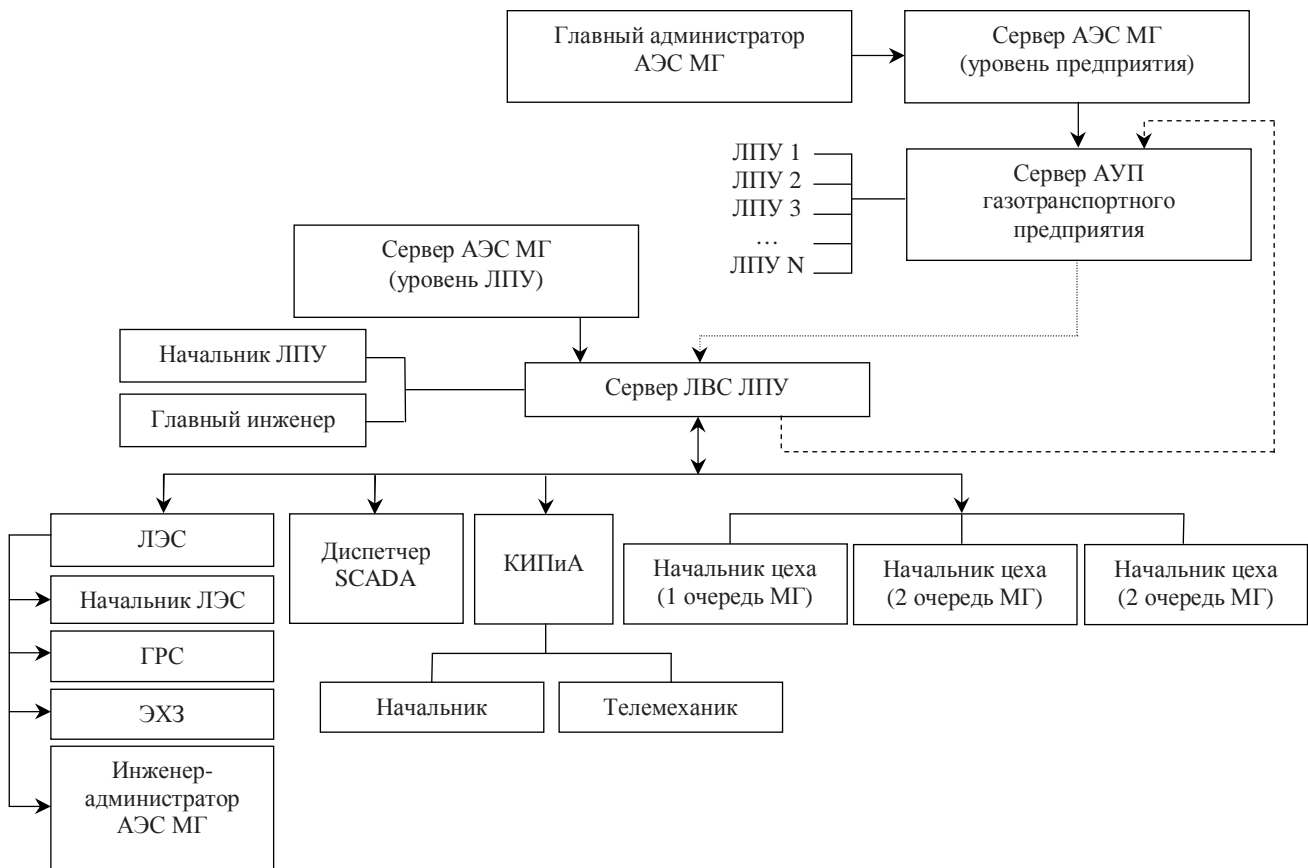 Главный администратор
АЭС МГ
Сервер АЭС МГ
(уровень предприятия)
ЛПУ 1
ЛПУ 2
ЛПУ 3
…
ЛПУ N
Сервер АУП
газотранспортного
предприятия
Сервер АЭС МГ
(уровень ЛПУ)
Начальник ЛПУ
Главный инженер
Сервер ЛВС ЛПУ
ЛЭС
Начальник ЛЭС
ГРС
ЭХЗ
Инженер-
администратор
АЭС МГ
Диспетчер
SCADA
КИПиА
Начальник
Телемеханик
Начальник цеха
(1 очередь МГ)
Начальник цеха
(2 очередь МГ)
Начальник цеха
(2 очередь МГ)